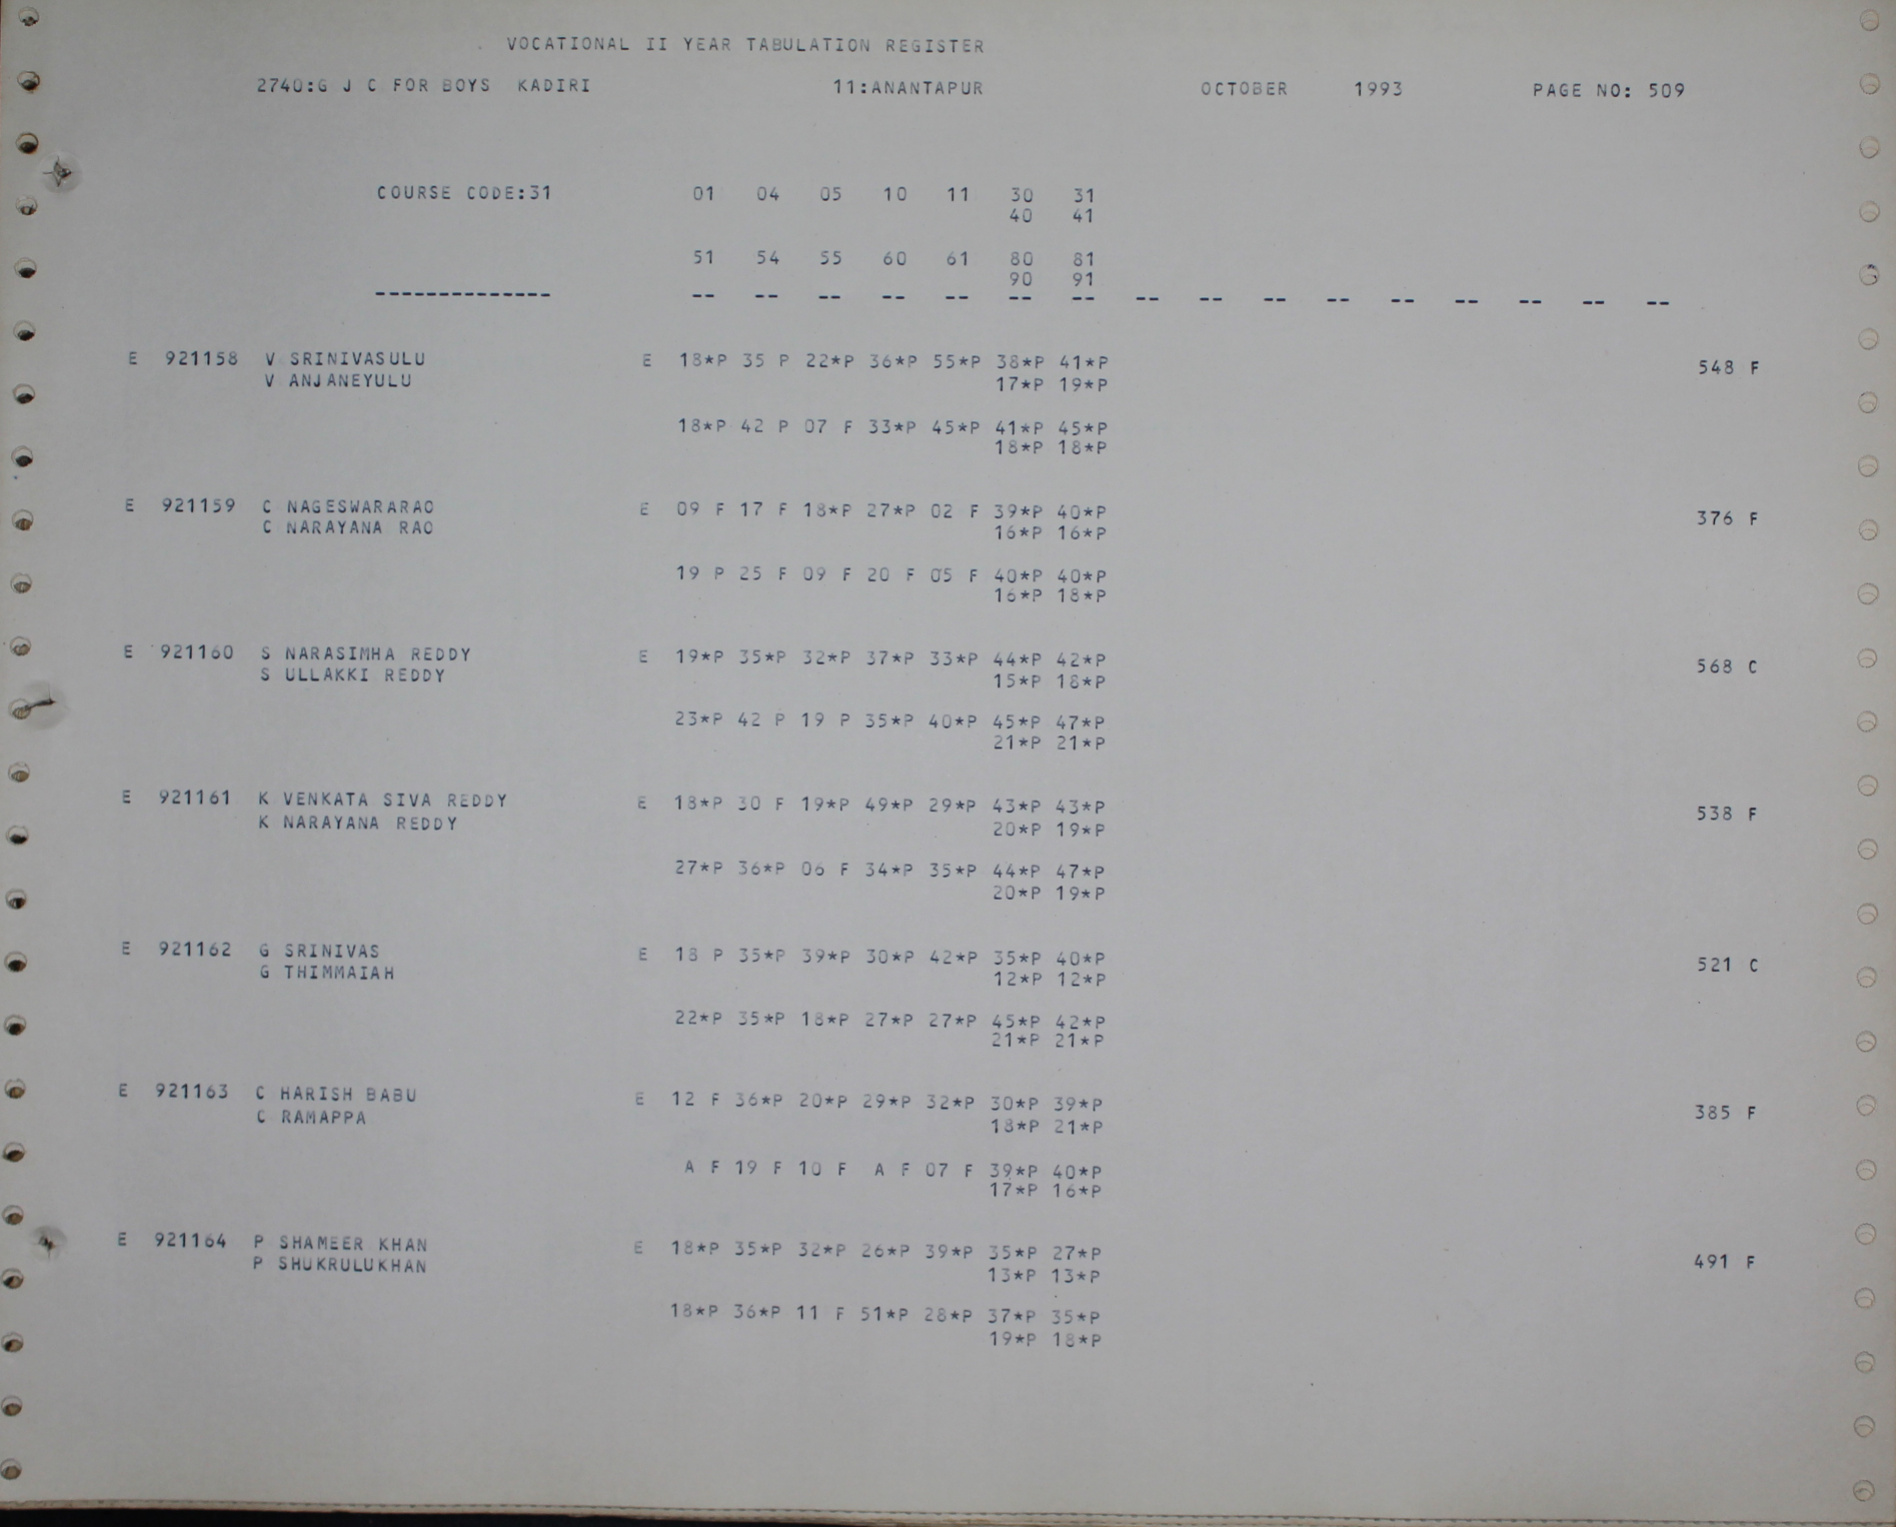 VOCATIONAL II YEAR TABULATION REGISTER
2740:G J C FOR BOYS KADIRI 11:ANANTAPUR OCTOBER 1993 PAGE NO: 509
COURSE CODE:31 01 04 05 10 11 30 31
40 41
51 54 55 60 61 80 81
90 91
-------------- -- -- -- -- -- -- -- -- -- -- -- -- -- -- -- --
E 921158 V SRINIVASULU E 18*P 35 P 22*P 36*P 55*P 38*P 41*P 548 F
V ANJANEYULU 17*P 19*P
18*P 42 P 07 F 33*P 45*P 41*P 45*P
18*P 18*P
E 921159 C NAGESWARARAO E 09 F 17 F 18*P 27*P 02 F 39*P 40*P 376 F
C NARAYANA RAO 16*P 16*P
19 P 25 F 09 F 20 F 05 F 40*P 40*P
16*P 18*P
E 921160 S NARASIMHA REDDY E 19*P 35*P 32*P 37*P 33*P 44*P 42*P 568 C
S ULLAKKI REDDY 15*P 18*P
23*P 42 P 19 P 35*P 40*P 45*P 47*P
21*P 21*P
E 921161 K VENKATA SIVA REDDY E 18*P 30 F 19*P 49*P 29*P 43*P 43*P 538 F
K NARAYANA REDDY 20*P 19*P
27*P 36*P 06 F 34*P 35*P 44*P 47*P
20*P 19*P
E 921162 G SRINIVAS E 18 P 35*P 39*P 30*P 42*P 35*P 40*P 521 C
G THIMMAIAH 12*P 12*P
22*P 35*P 18*P 27*P 27*P 45*P 42*P
21*P 21*P
E 921163 C HARISH BABU E 12 F 36*P 20*P 29*P 32*P 30*P 39*P 385 F
C RAMAPPA 18*P 21*P
A F 19 F 10 F A F 07 F 39*P 40*P
17*P 16*P
E 921164 P SHAMEER KHAN E 18*P 35*P 32*P 26*P 39*P 35*P 27*P 491 F
P SHUKRULUKHAN 13*P 13*P
18*P 36*P 11 F 51*P 28*P 37*P 35*P
19*P 18*P